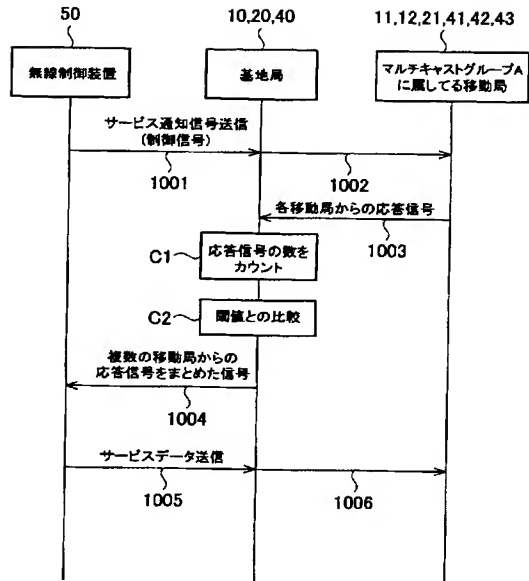 50
10,20,40
11,12,21,41,42,43
無線制御装置
基地局
マルチキャストグループA
に属してる移動局
サービス通知信号送信
(制御信号)
1001
1002
各移動局からの応答信号
1003
C1
応答信号の数を
カウント
C2
閾値との比較
複数の移動局からの
応答信号をまとめた信号
1004
サービスデータ送信
1005
1006